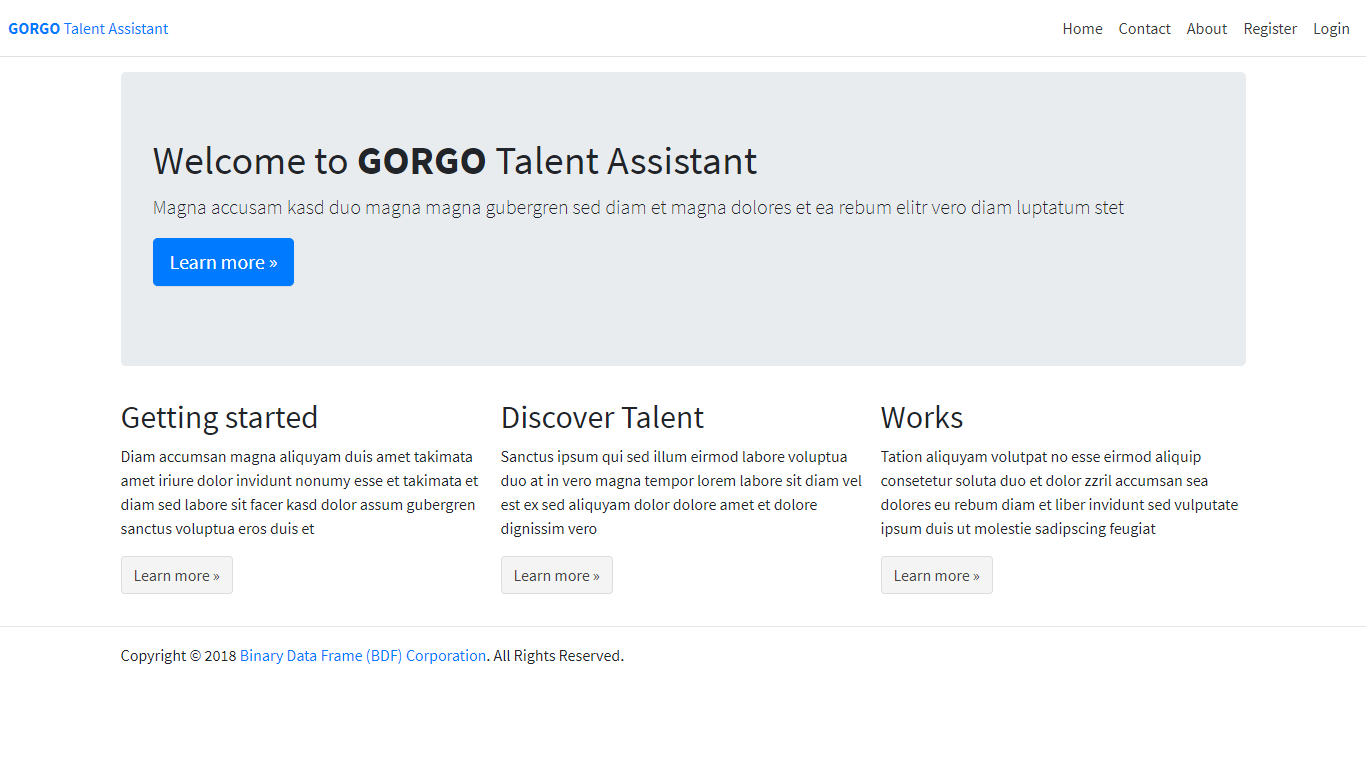 GORGO Talent Assistant
Home Contact About Register Login
Welcome to GORGO Talent Assistant
Magna accusam kasd duo magna magna gubergren sed diam et magna dolores et ea rebum elitr vero diam luptatum stet
Learn more »
Getting started
Diam accumsan magna aliquyam duis amet takimata
amet iriure dolor invidunt nonumy esse et takimata et
diam sed labore sit facer kasd dolor assum gubergren
sanctus voluptua eros duis et
Learn more »
Discover Talent
Sanctus ipsum qui sed illum eirmod labore voluptua
duo at in vero magna tempor lorem labore sit diam vel
est ex sed aliquyam dolor dolore amet et dolore
dignissim vero
Learn more »
Works
Tation aliquyam volutpat no esse eirmod aliquip
consetetur soluta duo et dolor zzril accumsan sea
dolores eu rebum diam et liber invidunt sed vulputate
ipsum duis ut molestie sadipscing feugiat
Learn more »
Copyright © 2018 Binary Data Frame (BDF) Corporation. All Rights Reserved.